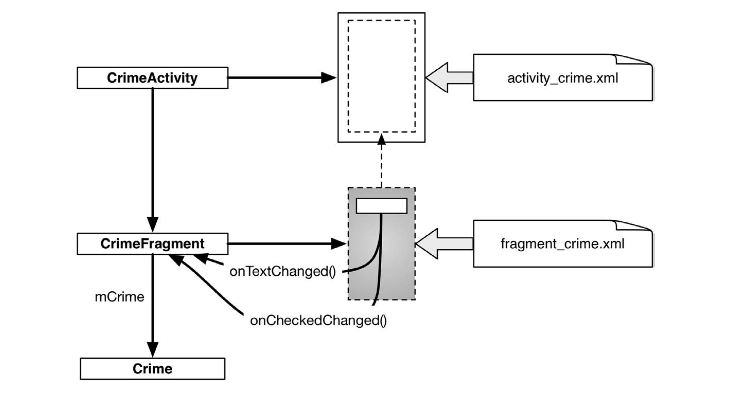 CrimeActivity
activity_crime.xml
CrimeFragment
fragment_crime.xml
onTextChanged()
mCrime
onCheckedChanged()
Crime